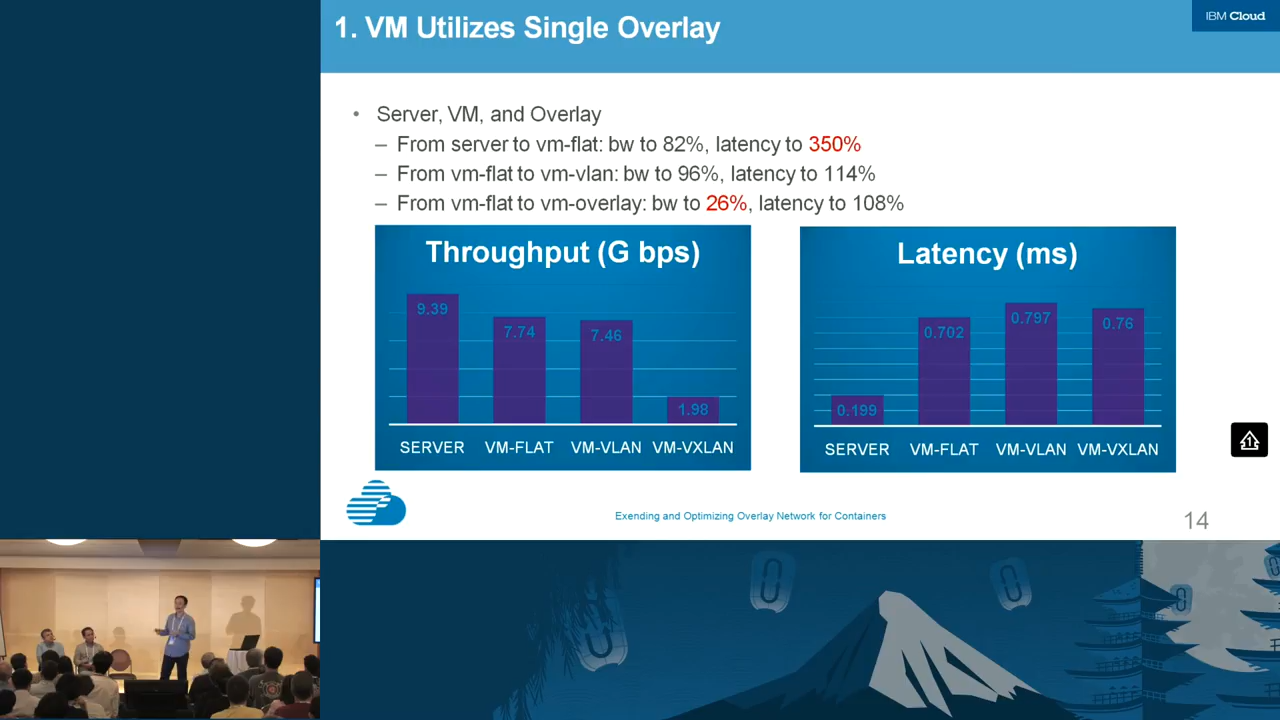 1. VM Utilizes Single Overlay
IBM Cloud
• Server, VM, and Overlay
– From server to vm-flat: bw to 82%, latency to 350%
– From vm-flat to vm-vlan: bw to 96%, latency to 114%
– From vm-flat to vm-overlay: bw to 26%, latency to 108%
Throughput (G bps)
9.39
7.74
7.46
1.98
SERVER VM-FLAT VM-VLAN VM-VXLAN
Latency (ms)
0.199
0.702
0.797
0.76
SERVER VM-FLAT VM-VLAN VM-VXLAN
Exending and Optimizing Overlay Network for Containers
14